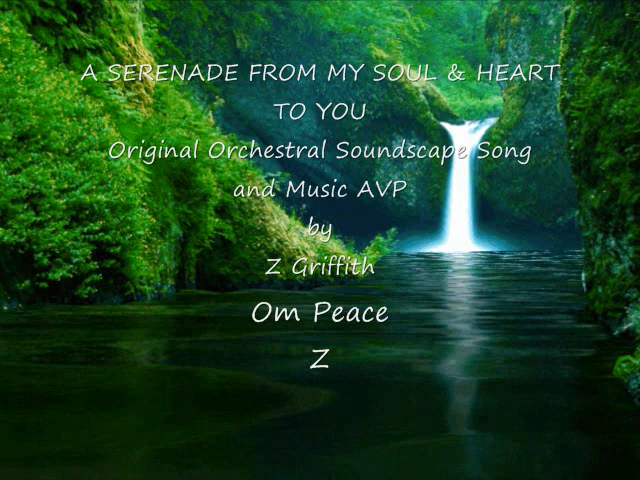 A SERENADE FROM MY SOUL & HEART
TO YOU
Original Orchestral Soundscape Song
and Music AVP
by
Z Griffith
Om Peace
Z